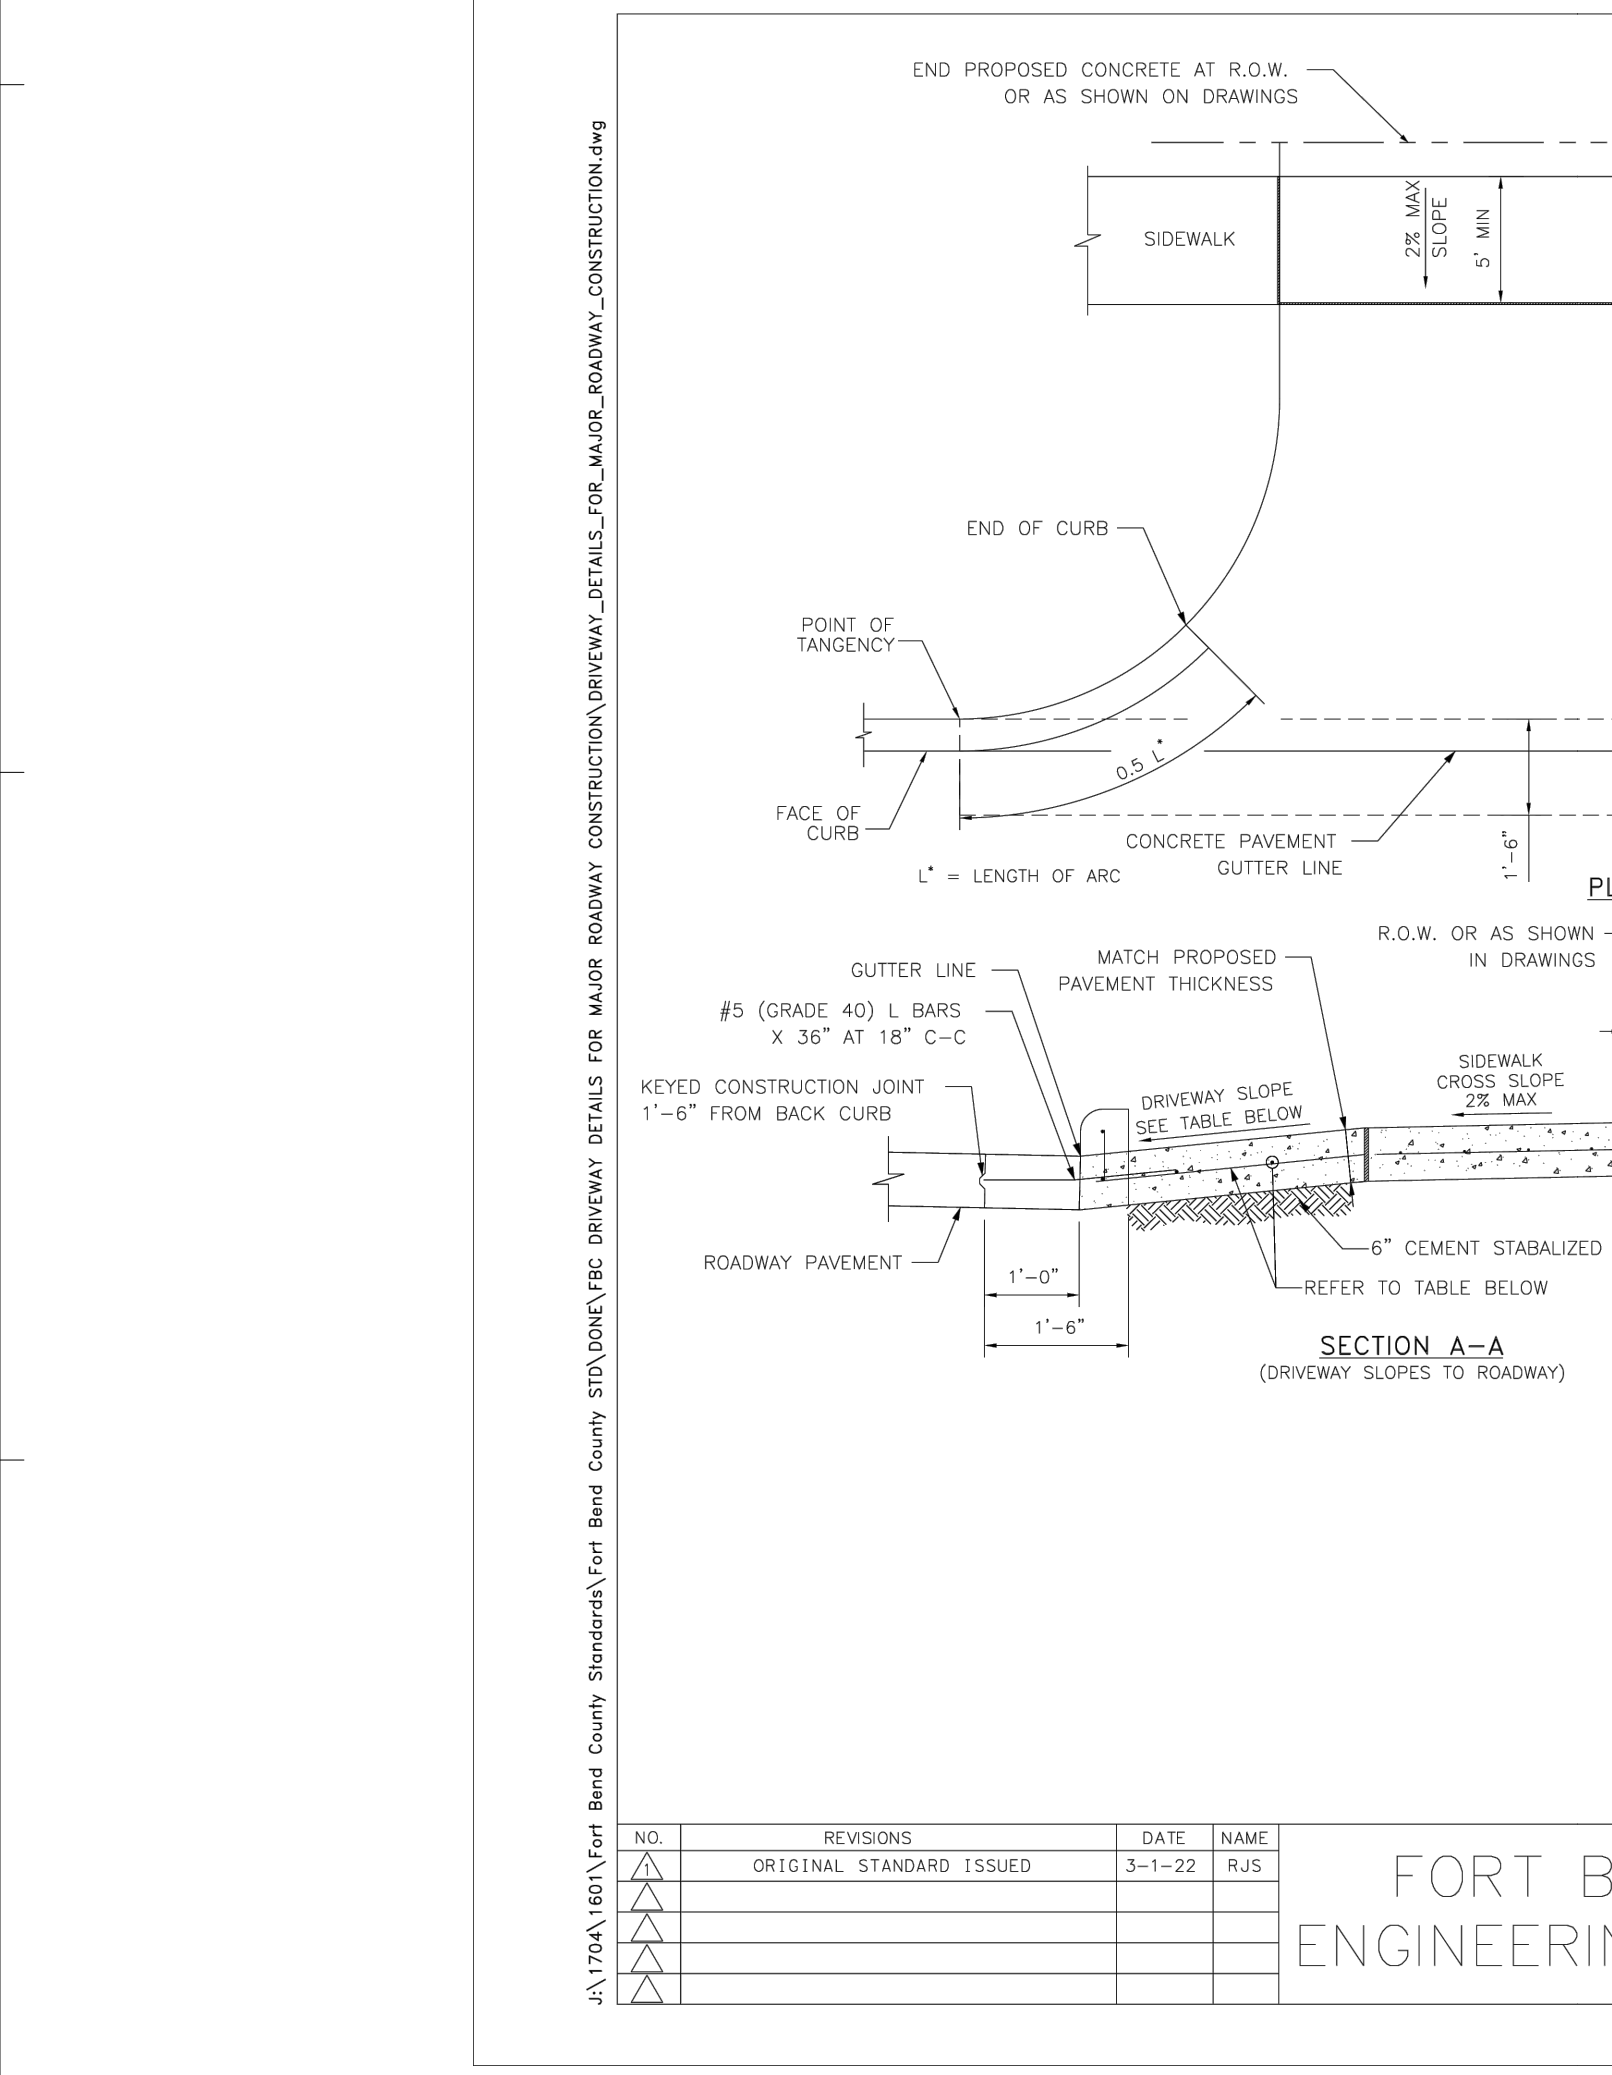 END PROPOSED CONCRETE AT R.O.W.
OR AS SHOWN ON DRAWINGS
SIDEWALK
2% MAX
SLOPE
5' MIN
END OF CURB
POINT OF
TANGENCY
0.5 L*
FACE OF
CURB
CONCRETE PAVEMENT
GUTTER LINE
1'-6"
L* = LENGTH OF ARC
PL
R.O.W. OR AS SHOWN
IN DRAWINGS
MATCH PROPOSED
PAVEMENT THICKNESS
GUTTER LINE
#5 (GRADE 40) L BARS
X 36" AT 18" C-C
KEYED CONSTRUCTION JOINT
1'-6" FROM BACK CURB
DRIVEWAY SLOPE
SEE TABLE BELOW
SIDEWALK
CROSS SLOPE
2% MAX
ROADWAY PAVEMENT
6" CEMENT STABALIZED
REFER TO TABLE BELOW
1'-0"
1'-6"
SECTION A-A
(DRIVEWAY SLOPES TO ROADWAY)
J:\1704\1601\Fort Bend County Standards\Fort Bend County STD\DONE\FBC DRIVEWAY DETAILS FOR MAJOR ROADWAY CONSTRUCTION\DRIVEWAY_DETAILS_FOR_MAJOR_ROADWAY_CONSTRUCTION.dwg
NO. REVISIONS DATE NAME
1 ORIGINAL STANDARD ISSUED 3-1-22 RJS
FORT B
ENGINEERIN